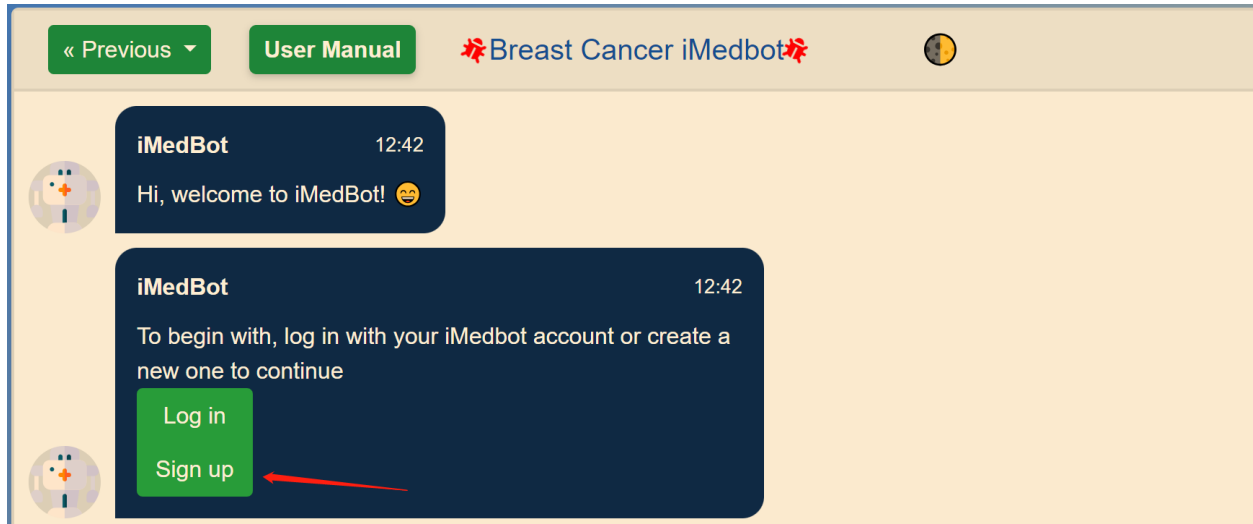 « Previous
User Manual
Breast Cancer iMedbot
iMedBot 12:42
Hi, welcome to iMedBot!
iMedBot 12:42
To begin with, log in with your iMedbot account or create a
new one to continue
Log in
Sign up